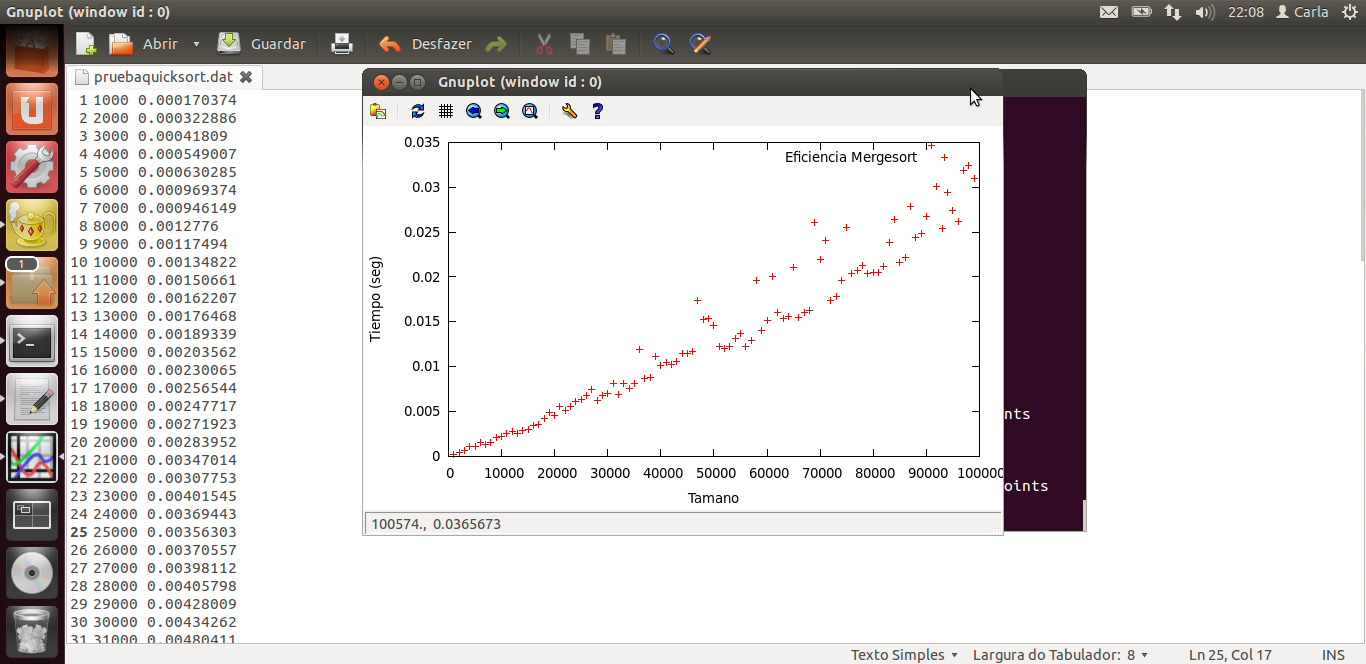 Gnuplot (window id : 0)
22:08 Carla
Abrir Guardar Desfazer
pruebaquicksort.dat
1 1000 0.000170374
2 2000 0.000322886
3 3000 0.00041809
4 4000 0.000549007
5 5000 0.000630285
6 6000 0.000969374
7 7000 0.000946149
8 8000 0.0012776
9 9000 0.00117494
10 10000 0.00134822
11 11000 0.00150661
12 12000 0.00162207
13 13000 0.00176468
14 14000 0.00189339
15 15000 0.00203562
16 16000 0.00230065
17 17000 0.00256544
18 18000 0.00247717
19 19000 0.00271923
20 20000 0.00283952
21 21000 0.00347014
22 22000 0.00307753
23 23000 0.00401545
24 24000 0.00369443
25 25000 0.00356303
26 26000 0.00370557
27 27000 0.00398112
28 28000 0.00405798
29 29000 0.00428009
30 30000 0.00434262
31 31000 0.00480411
1
Gnuplot (window id : 0)
?
Eficiencia Mergesort
0.035
0.03
0.025
0.02
0.015
0.01
0.005
0
Tiempo (seg)
0 10000 20000 30000 40000 50000 60000 70000 80000 90000 100000
Tamano
100574., 0.0365673
nts
oints
Texto Simples Largura do Tabulador: 8 Ln 25, Col 17 INS